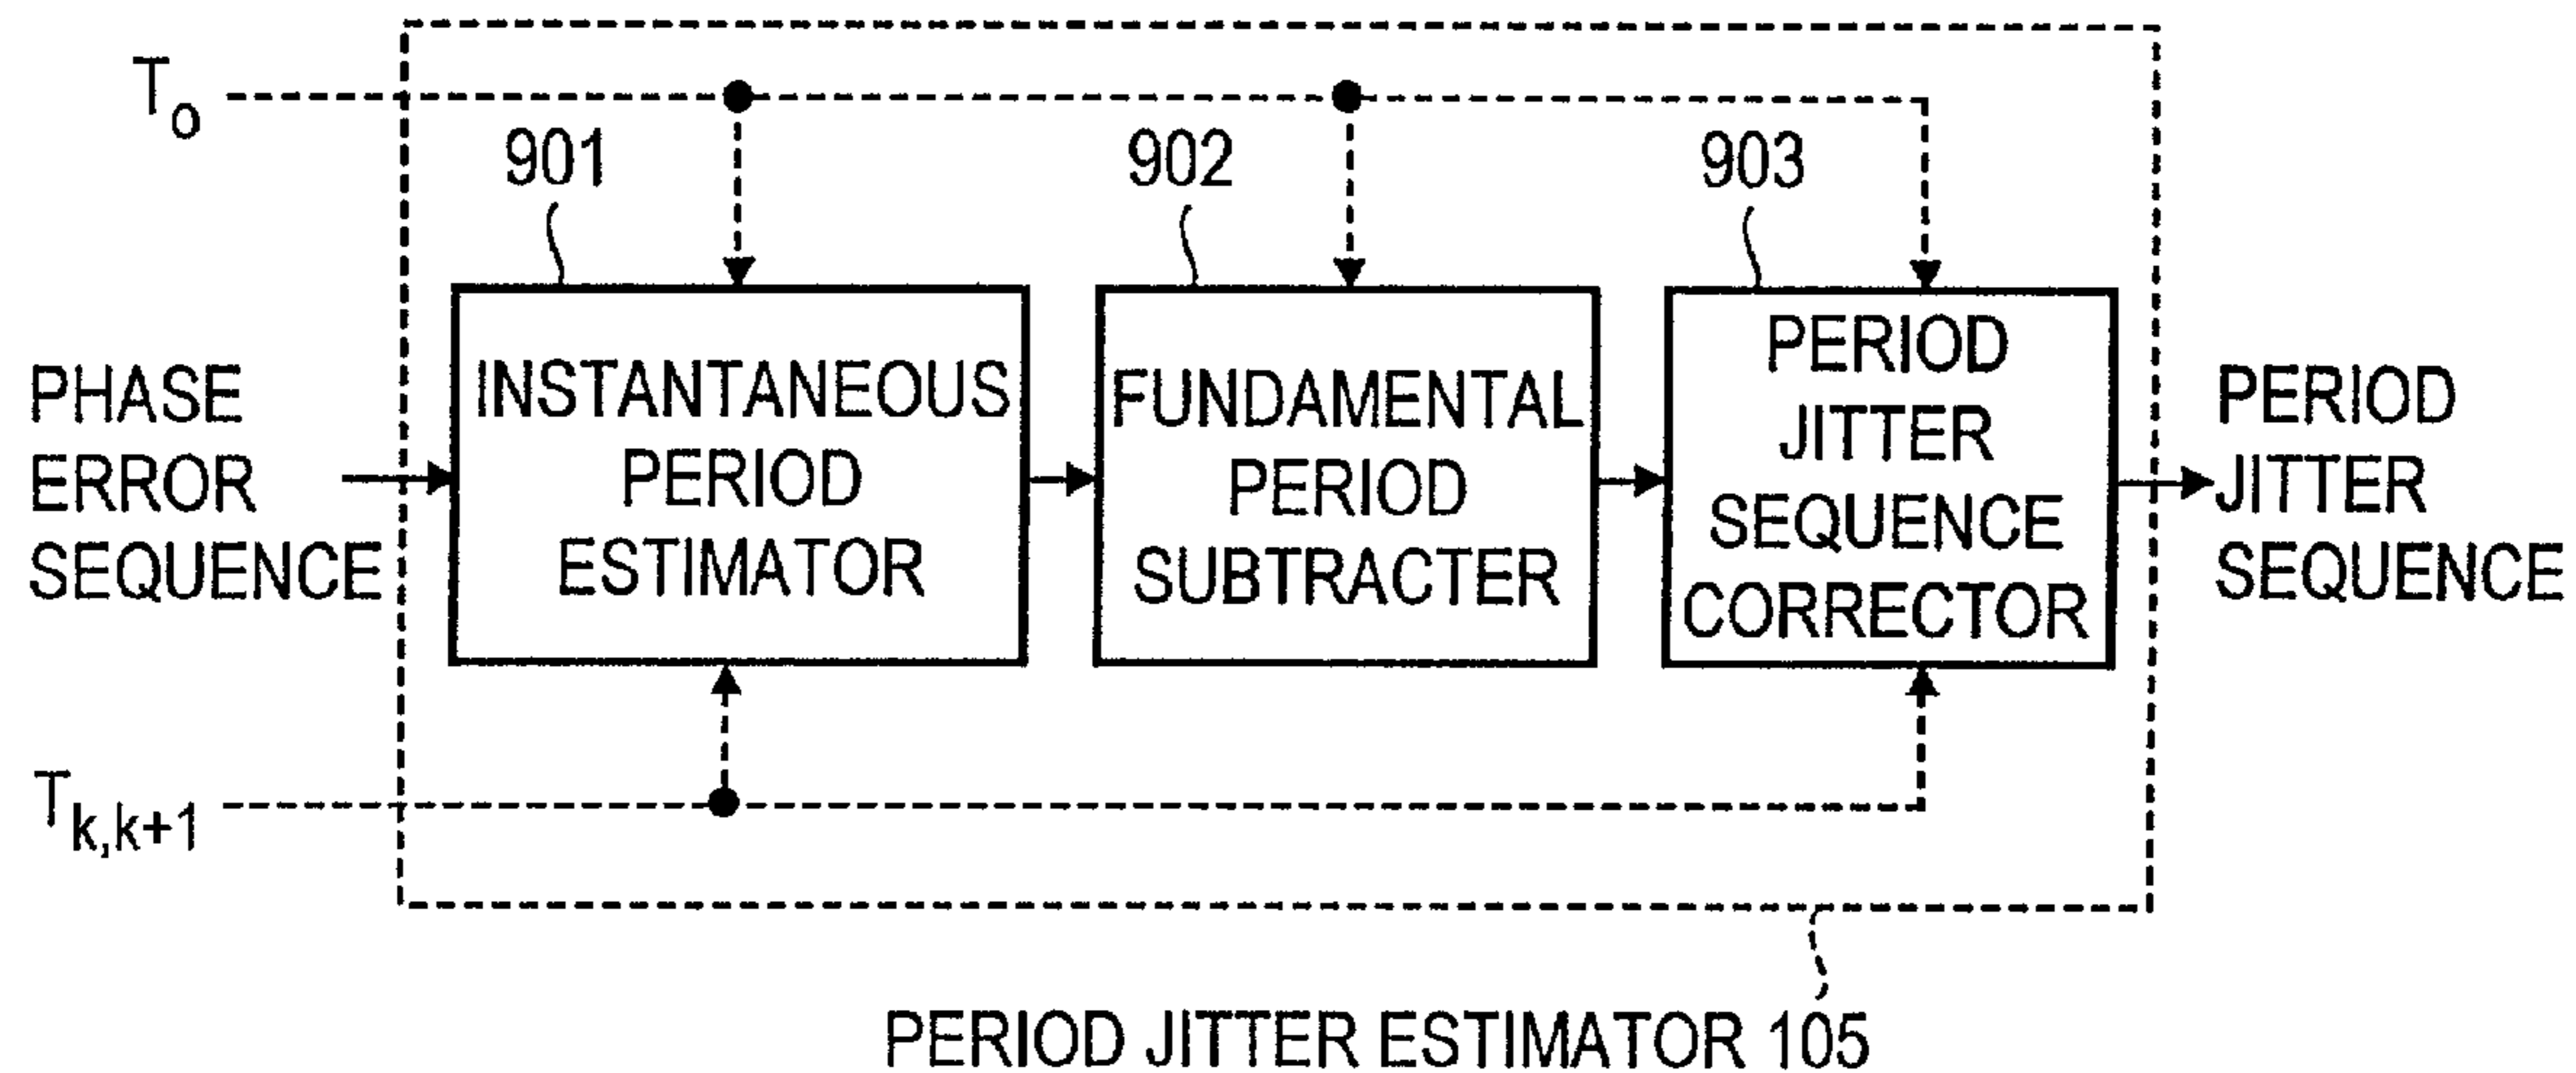 T0
901
902
903
PHASE
ERROR
SEQUENCE
INSTANTANEOUS
PERIOD
ESTIMATOR
FUNDAMENTAL
PERIOD
SUBTRACTER
PERIOD
JITTER
SEQUENCE
CORRECTOR
PERIOD
JITTER
SEQUENCE
Tk,k+1
PERIOD JITTER ESTIMATOR 105